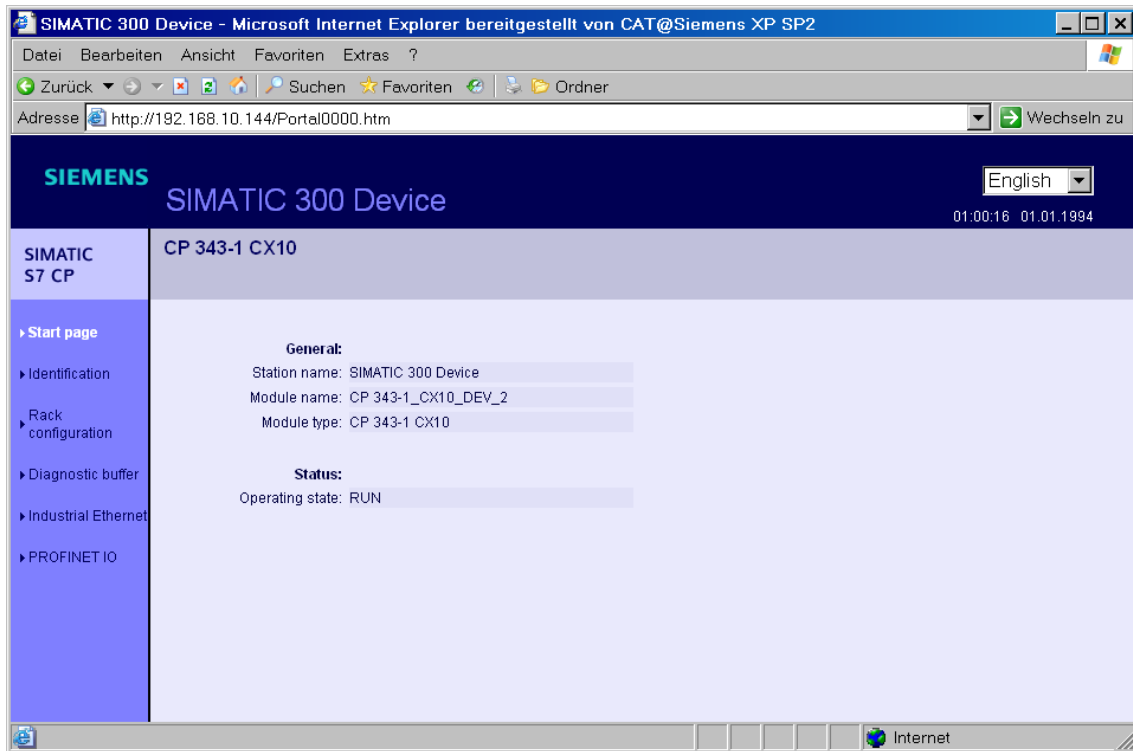 SIMATIC 300 Device - Microsoft Internet Explorer bereitgestellt von CAT@Siemens XP SP2
Datei Bearbeiten Ansicht Favoriten Extras ?
Zurück Suchen Favoriten Ordner
Adresse http://192.168.10.144/Portal0000.htm Wechseln zu
SIEMENS
SIMATIC 300 Device
English
01:00:16 01.01.1994
SIMATIC
S7 CP
CP 343-1 CX10
Start page
Identification
Rack
configuration
Diagnostic buffer
Industrial Ethernet
PROFINET IO
General:
Station name: SIMATIC 300 Device
Module name: CP 343-1_CX10_DEV_2
Module type: CP 343-1 CX10
Status:
Operating state: RUN
Internet